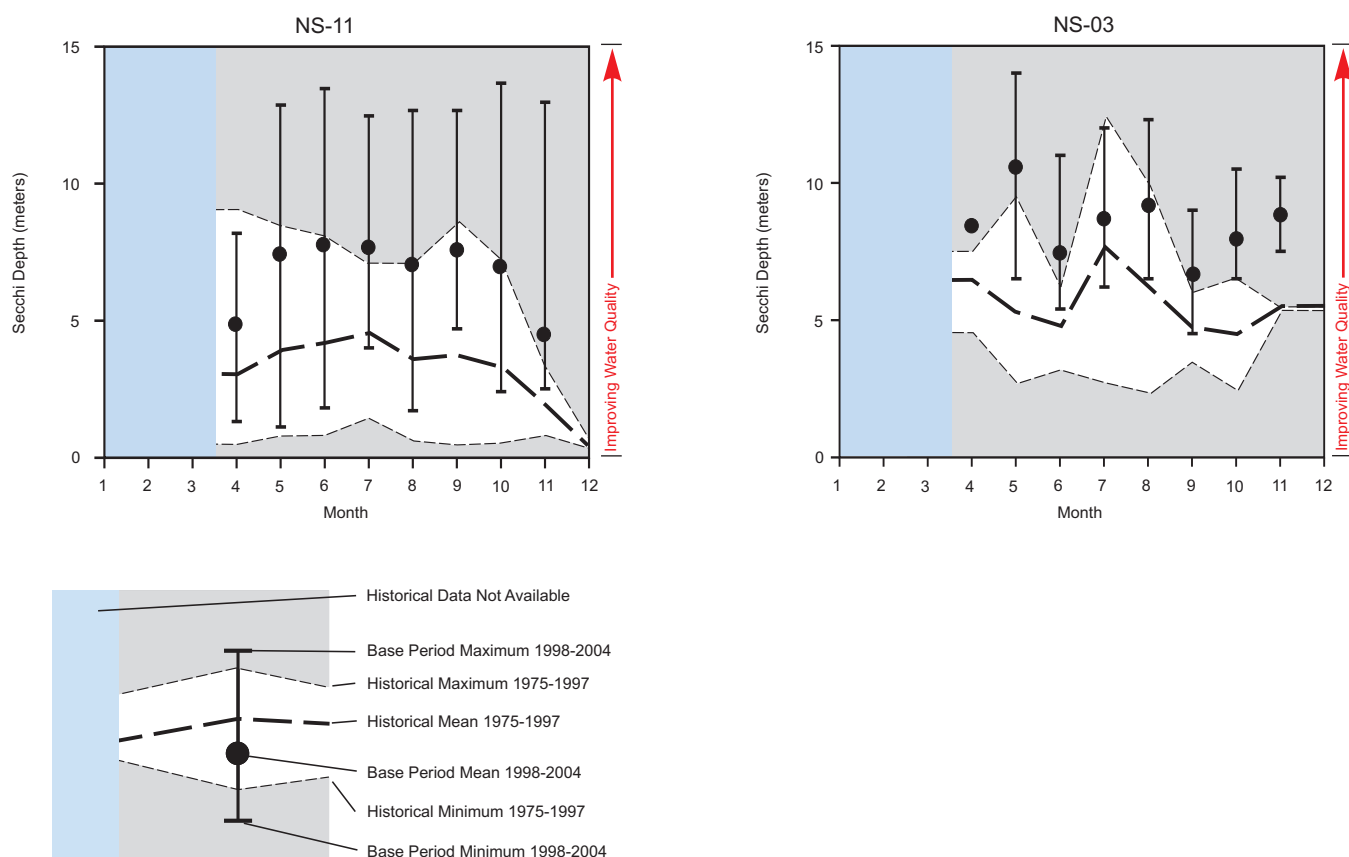 NS-11
15
10
5
0
Secchi Depth (meters)
1 2 3 4 5 6 7 8 9 10 11 12
Month
Improving Water Quality
NS-03
15
10
5
0
Secchi Depth (meters)
1 2 3 4 5 6 7 8 9 10 11 12
Month
Improving Water Quality
Historical Data Not Available
Base Period Maximum 1998-2004
Historical Maximum 1975-1997
Historical Mean 1975-1997
Base Period Mean 1998-2004
Historical Minimum 1975-1997
Base Period Minimum 1998-2004